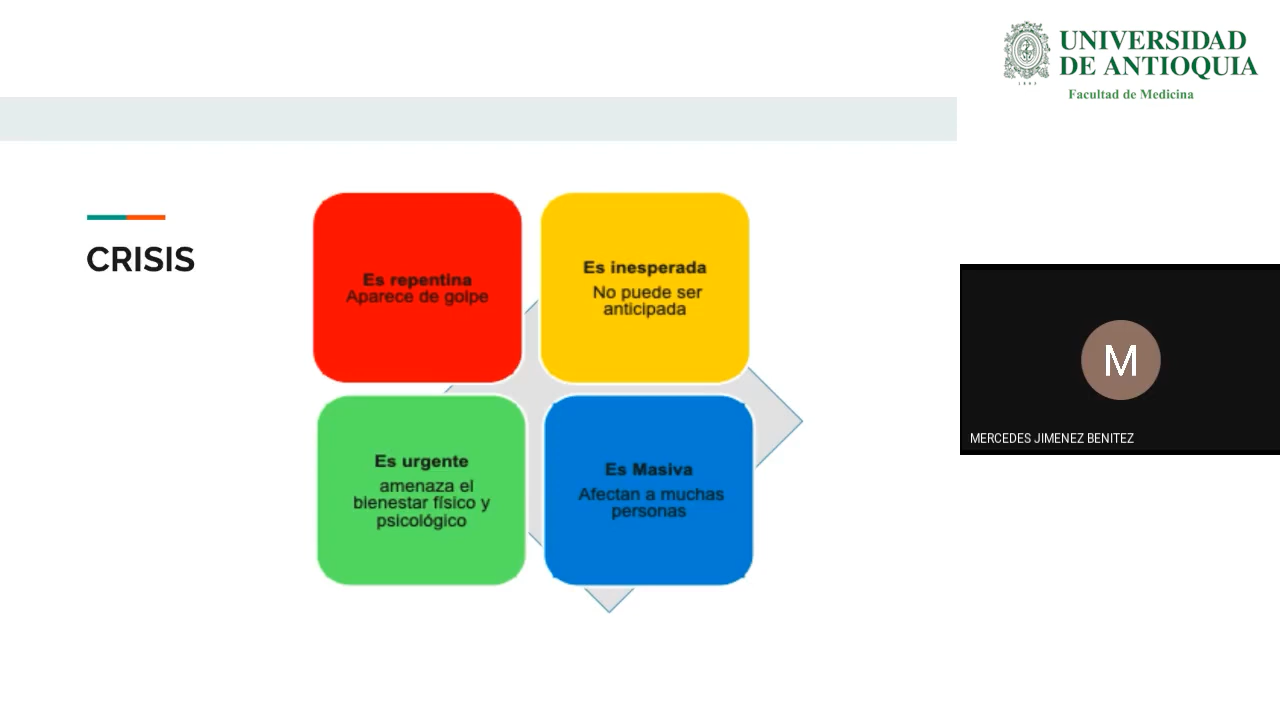 UNIVERSIDAD
DE ANTIOQUIA
Facultad de Medicina
CRISIS
Es repentina
Aparece de golpe
Es inesperada
No puede ser
anticipada
Es urgente
amenaza el
bienestar físico y
psicológico
Es Masiva
Afectan a muchas
personas
M
MERCEDES JIMENEZ BENITEZ